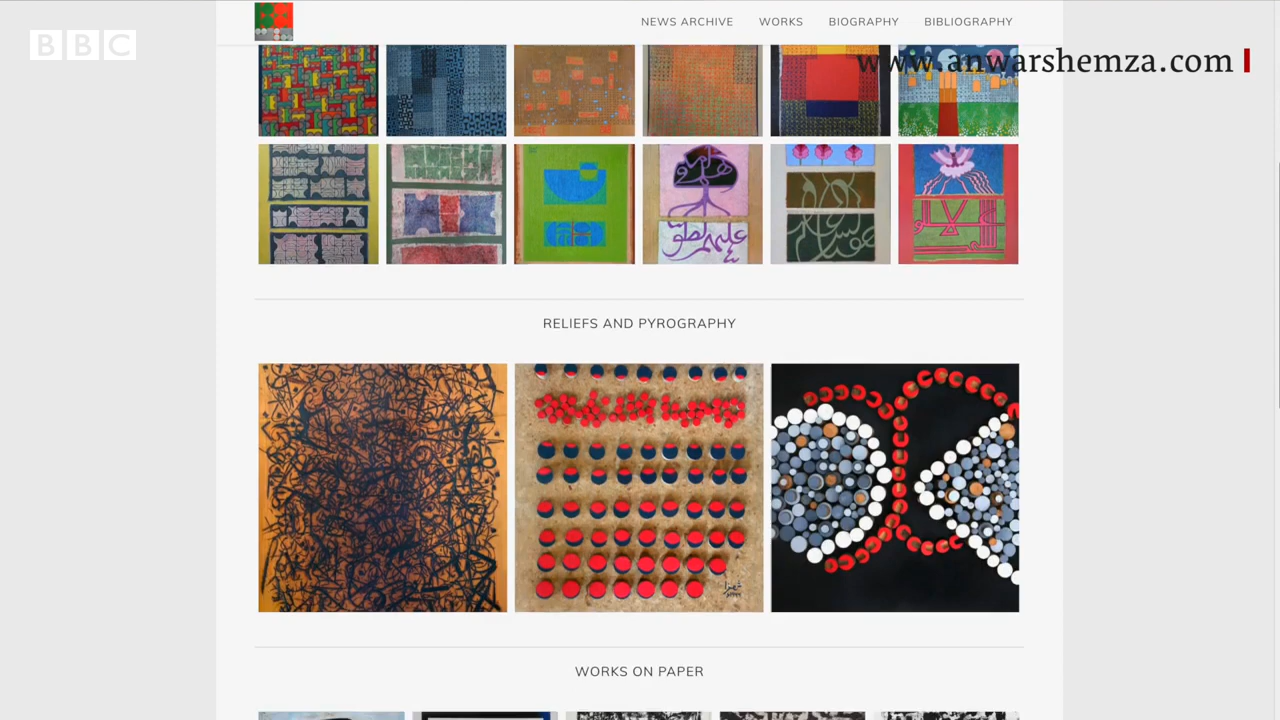 BBC
NEWS ARCHIVE WORKS BIOGRAPHY BIBLIOGRAPHY
www.anwarshemza.com
RELIEFS AND PYROGRAPHY
WORKS ON PAPER